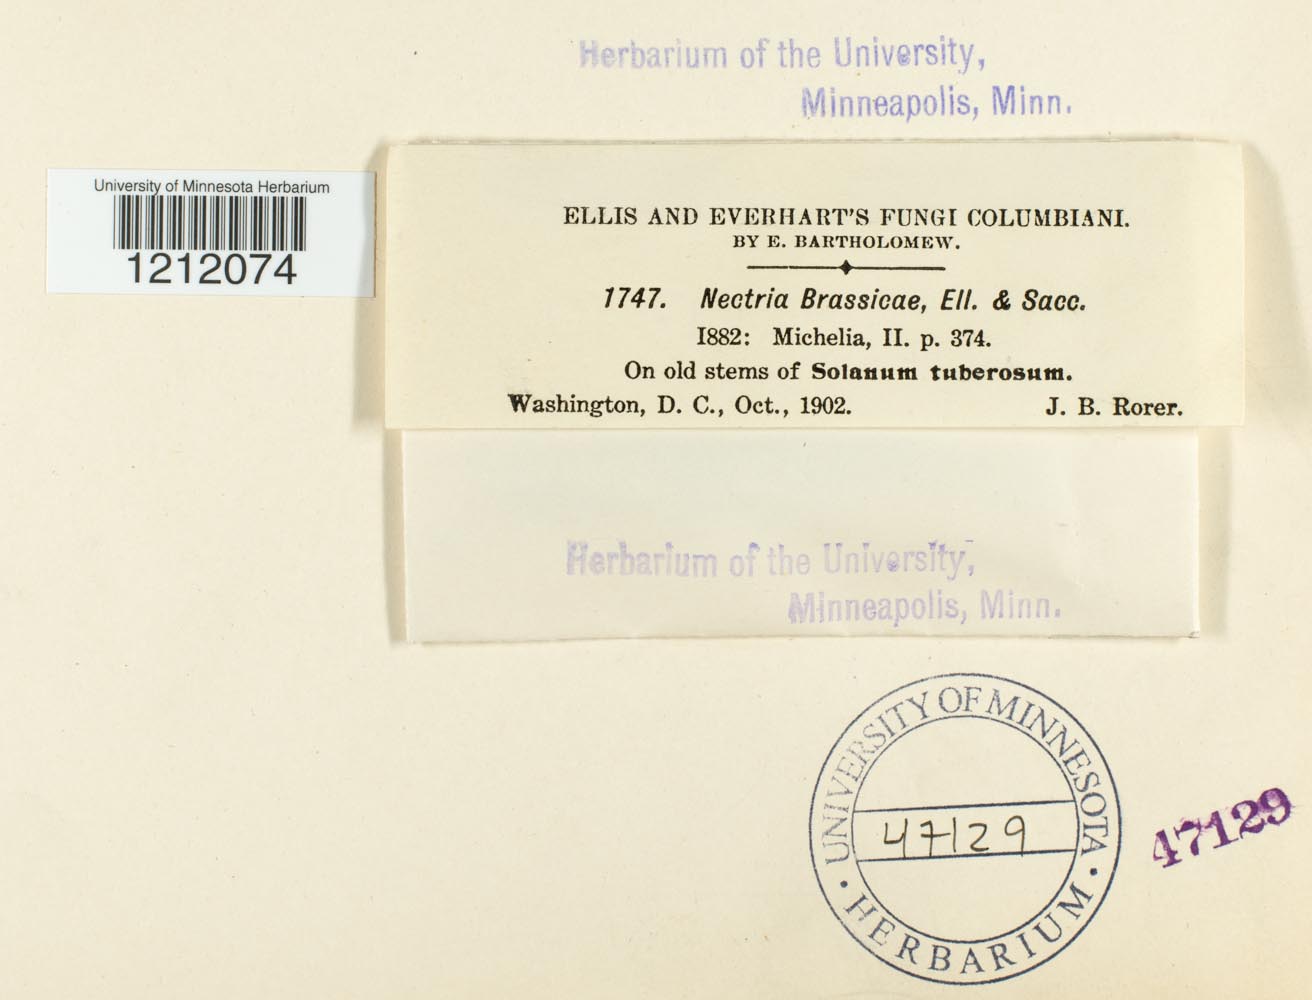 Herbarium of the University,
Minneapolis, Minn.
University of Minnesota Herbarium
1212074
ELLIS AND EVERHART'S FUNGI COLUMBIANI.
BY E. BARTHOLOMEW.
1747. Nectria Brassicae, Ell. & Sacc.
1882: Michelia, II. p. 374.
On old stems of Solanum tuberosum.
Washington, D. C., Oct., 1902. J. B. Rorer.
Herbarium of the University,
Minneapolis, Minn.
UNIVERSITY OF MINNESOTA
47129
· HERBARIUM ·
47129